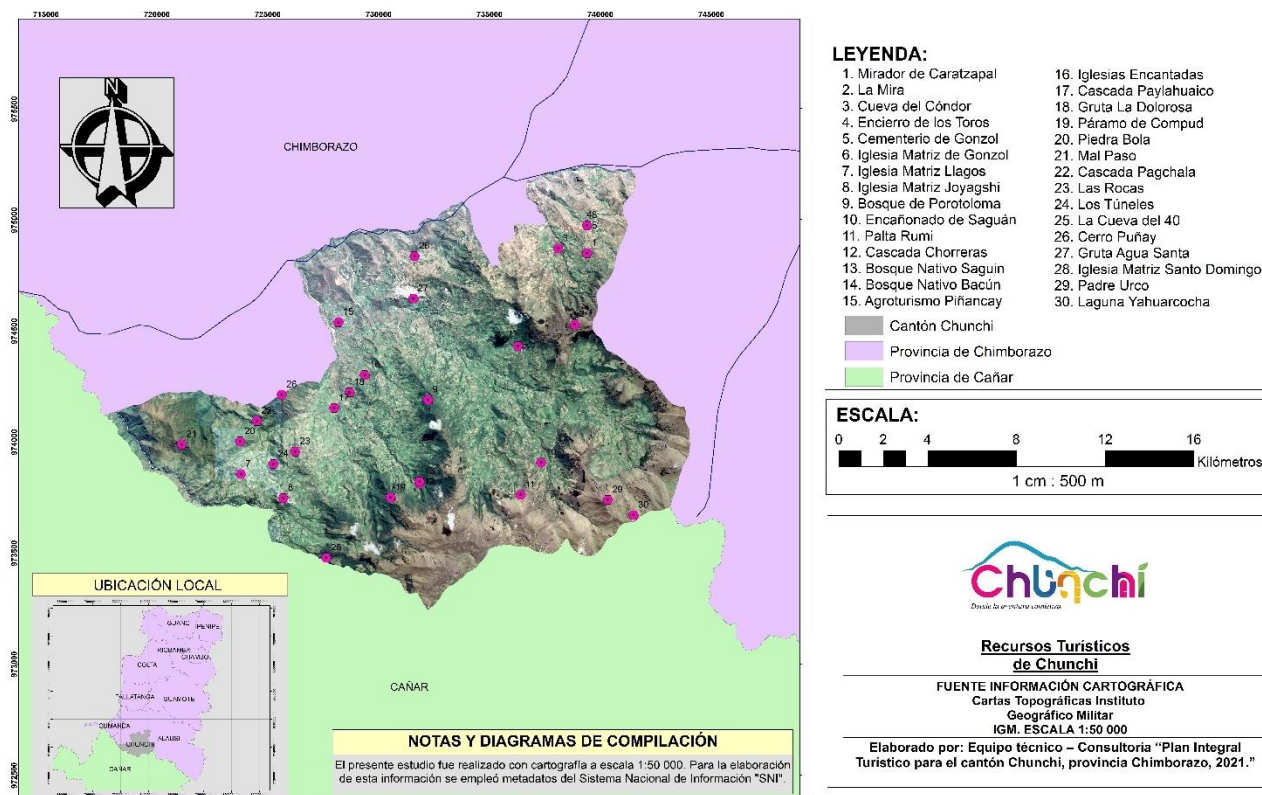 715000 720000 725000 730000 735000 740000 745000
N
CHIMBORAZO
CAÑAR
LEYENDA:
1. Mirador de Caratzapal
2. La Mira
3. Cueva del Cóndor
4. Encierro de los Toros
5. Cementerio de Gonzol
6. Iglesia Matriz de Gonzol
7. Iglesia Matriz Llagos
8. Iglesia Matriz Joyagshi
9. Bosque de Porotoloma
10. Encañonado de Saguán
11. Palta Rumi
12. Cascada Chorreras
13. Bosque Nativo Saguin
14. Bosque Nativo Bacún
15. Agroturismo Piñancay
16. Iglesias Encantadas
17. Cascada Paylahuaico
18. Gruta La Dolorosa
19. Páramo de Compud
20. Piedra Bola
21. Mal Paso
22. Cascada Pagchala
23. Las Rocas
24. Los Túneles
25. La Cueva del 40
26. Cerro Puñay
27. Gruta Agua Santa
28. Iglesia Matriz Santo Domingo
29. Padre Urco
30. Laguna Yahuarcocha
Cantón Chunchi
Provincia de Chimborazo
Provincia de Cañar
ESCALA:
0 2 4 8 12 16
Kilómetros
1 cm : 500 m
Chunchi
Recursos Turísticos
de Chunchi
FUENTE INFORMACIÓN CARTOGRÁFICA
Cartas Topográficas Instituto
Geográfico Militar
IGM. ESCALA 1:50 000
Elaborado por: Equipo técnico – Consultoría “Plan Integral
Turístico para el cantón Chunchi, provincia Chimborazo, 2021.”
UBICACIÓN LOCAL
GUANO
PENIPE
COLTA
GUAMOTE
CUMANDA
ALAUSI
CHUNCHI
CAÑAR
NOTAS Y DIAGRAMAS DE COMPILACIÓN
El presente estudio fue realizado con cartografía a escala 1:50 000. Para la elaboración
de esta información se empleó metadatos del Sistema Nacional de Información "SNI".